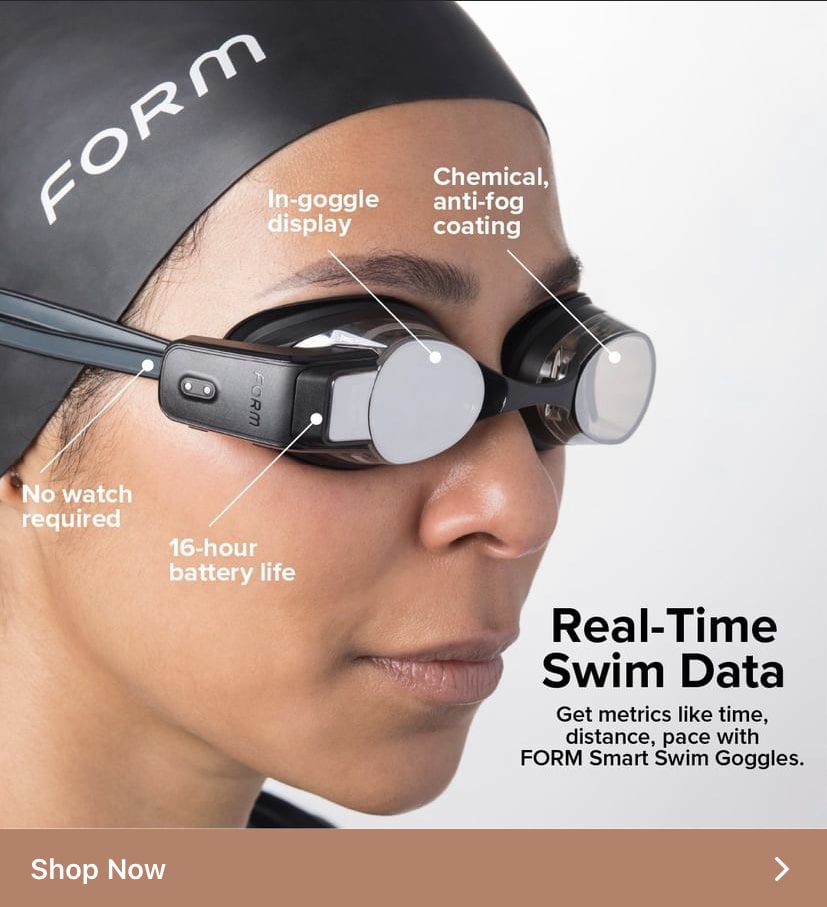 FORM
In-goggle
display
Chemical,
anti-fog
coating
FORM
No watch
required
16-hour
battery life
Real-Time
Swim Data
Get metrics like time,
distance, pace with
FORM Smart Swim Goggles.
Shop Now